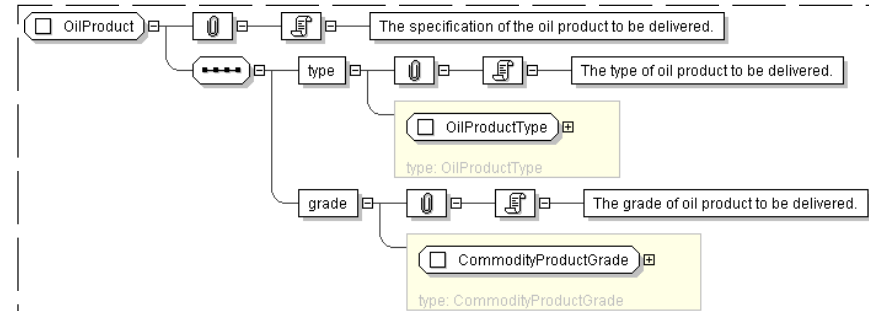 OilProduct
The specification of the oil product to be delivered.
type
The type of oil product to be delivered.
OilProductType
type: OilProductType
grade
The grade of oil product to be delivered.
CommodityProductGrade
type: CommodityProductGrade